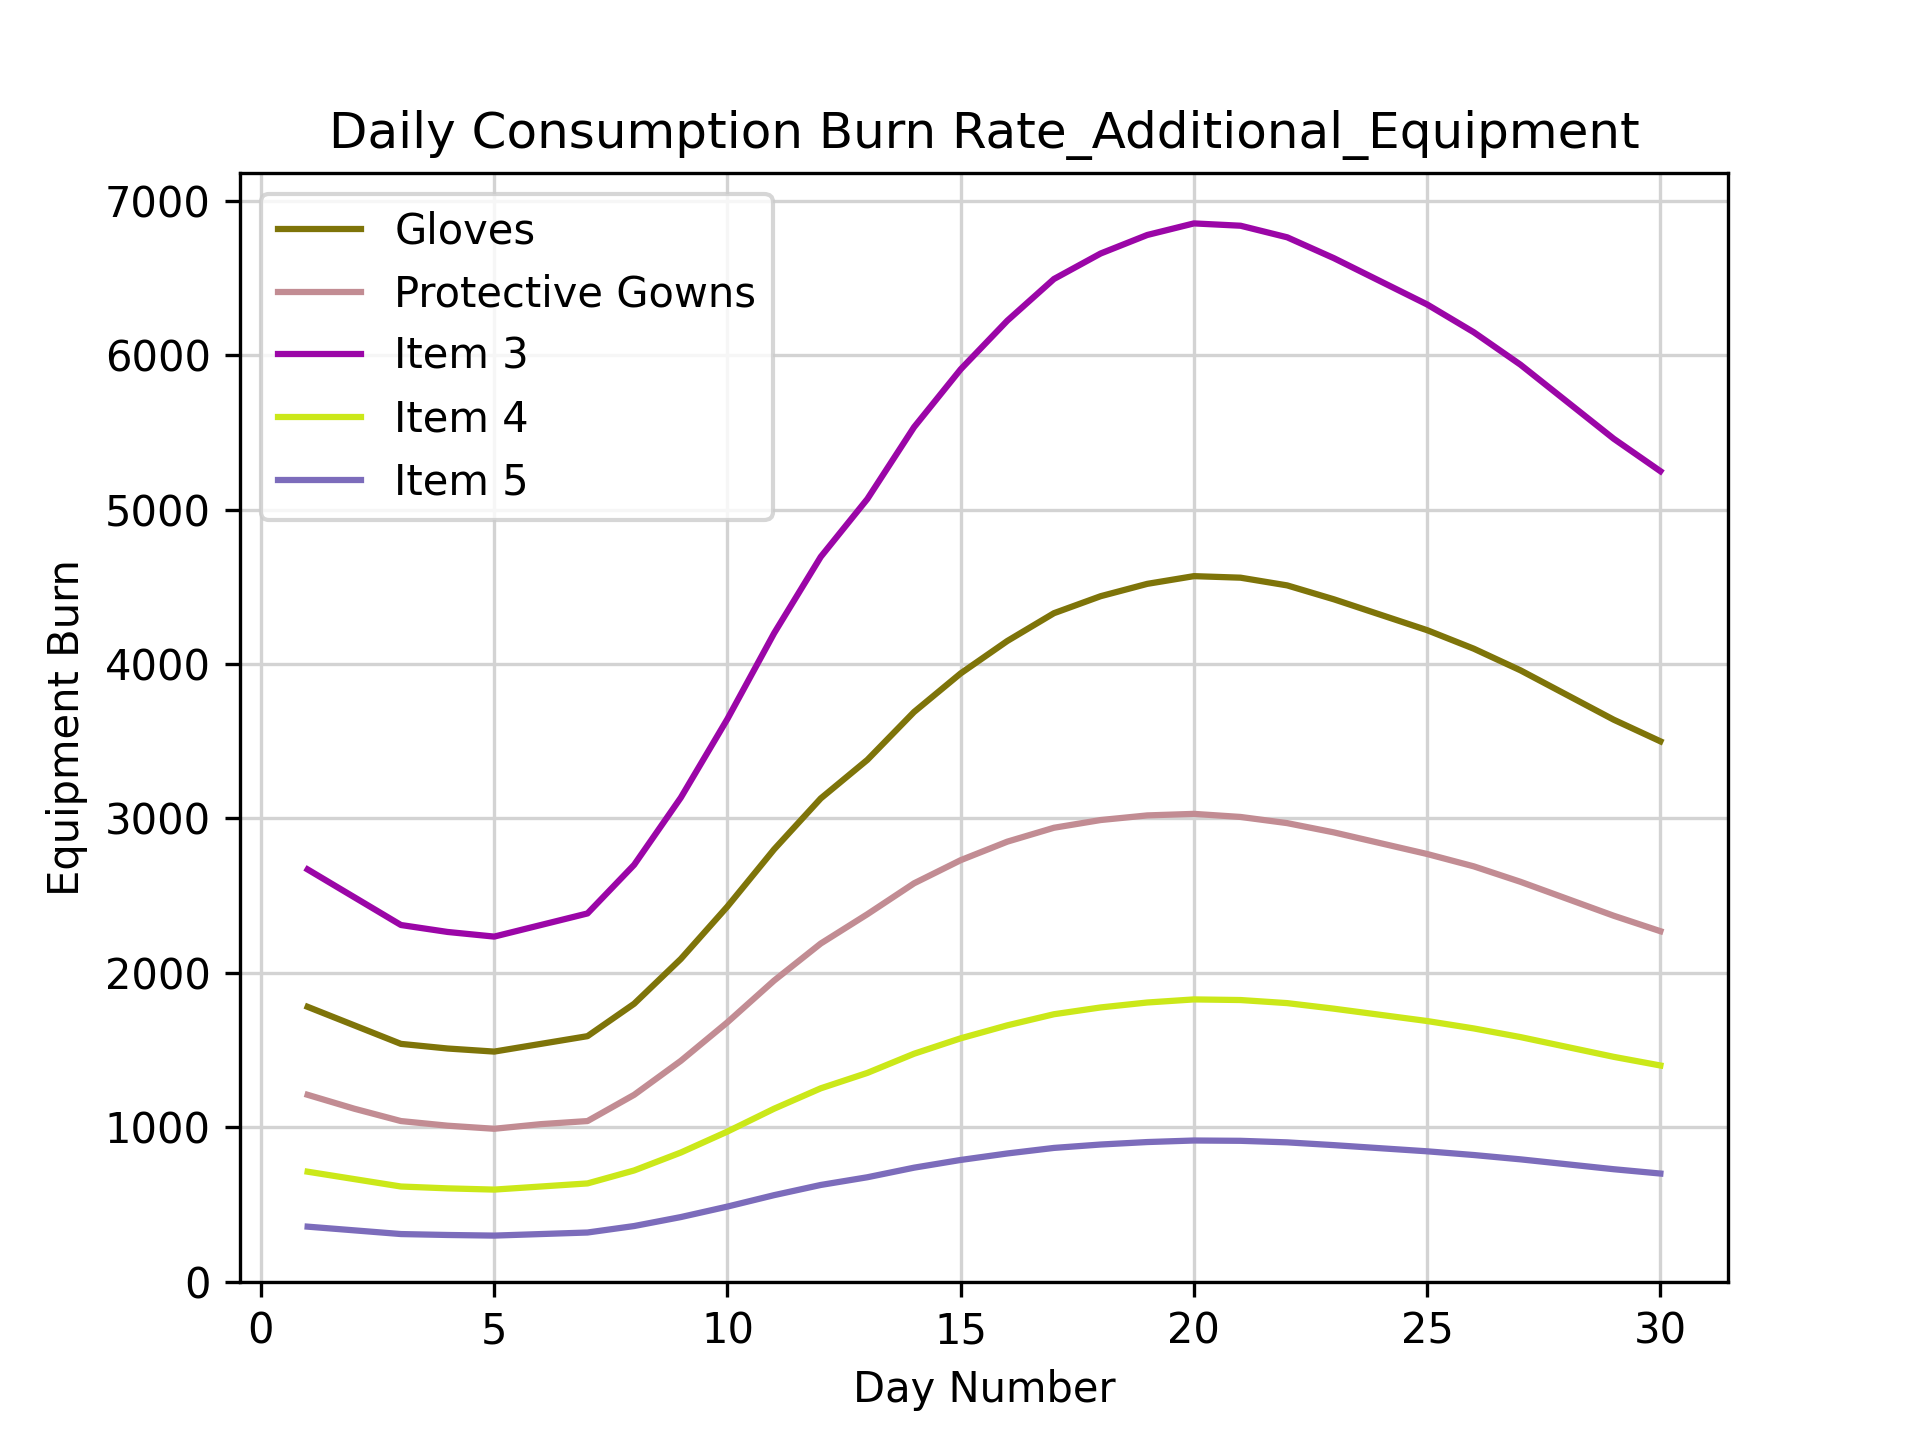 Daily Consumption Burn Rate_Additional_Equipment
Gloves
Protective Gowns
Item 3
Item 4
Item 5
Equipment Burn
7000
6000
5000
4000
3000
2000
1000
0
0 5 10 15 20 25 30
Day Number